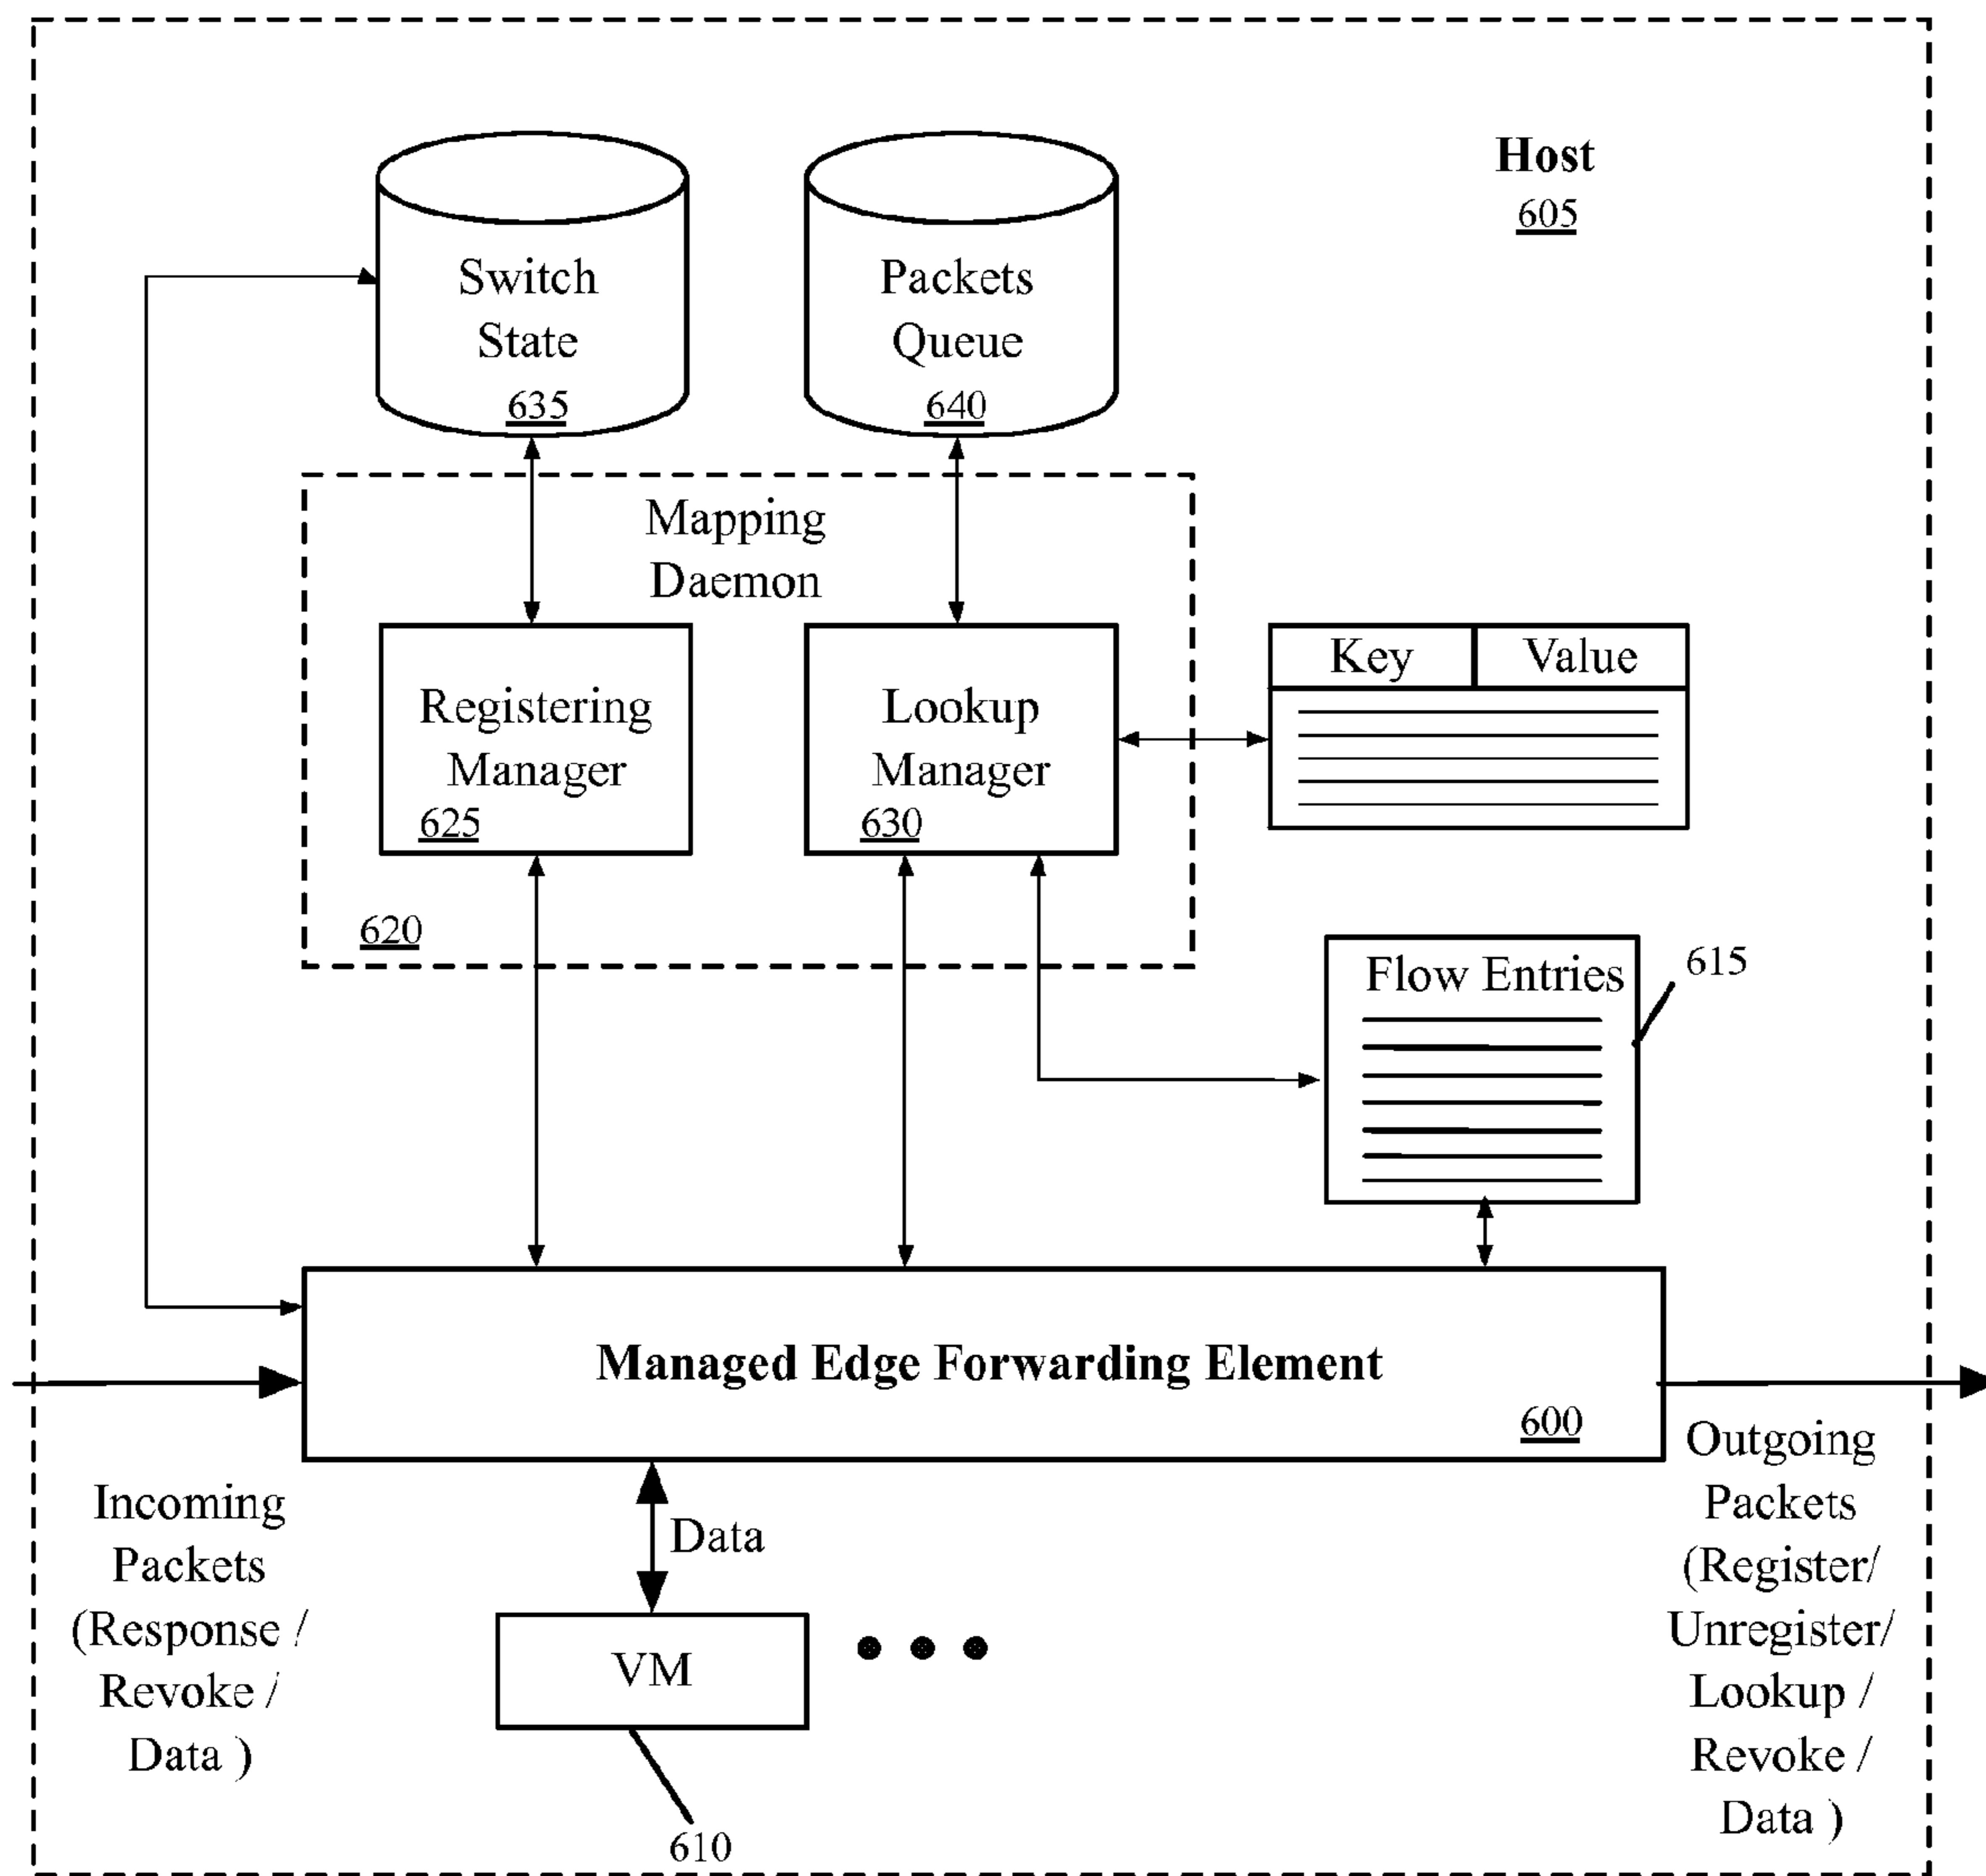 Host
605
Switch
State
635
Packets
Queue
640
Mapping
Daemon
Registering
Manager
625
Lookup
Manager
630
620
Key
Value
Flow Entries
615
Managed Edge Forwarding Element
600
Incoming
Packets
(Response /
Revoke /
Data )
Data
VM
610
Outgoing
Packets
(Register/
Unregister/
Lookup /
Revoke /
Data )